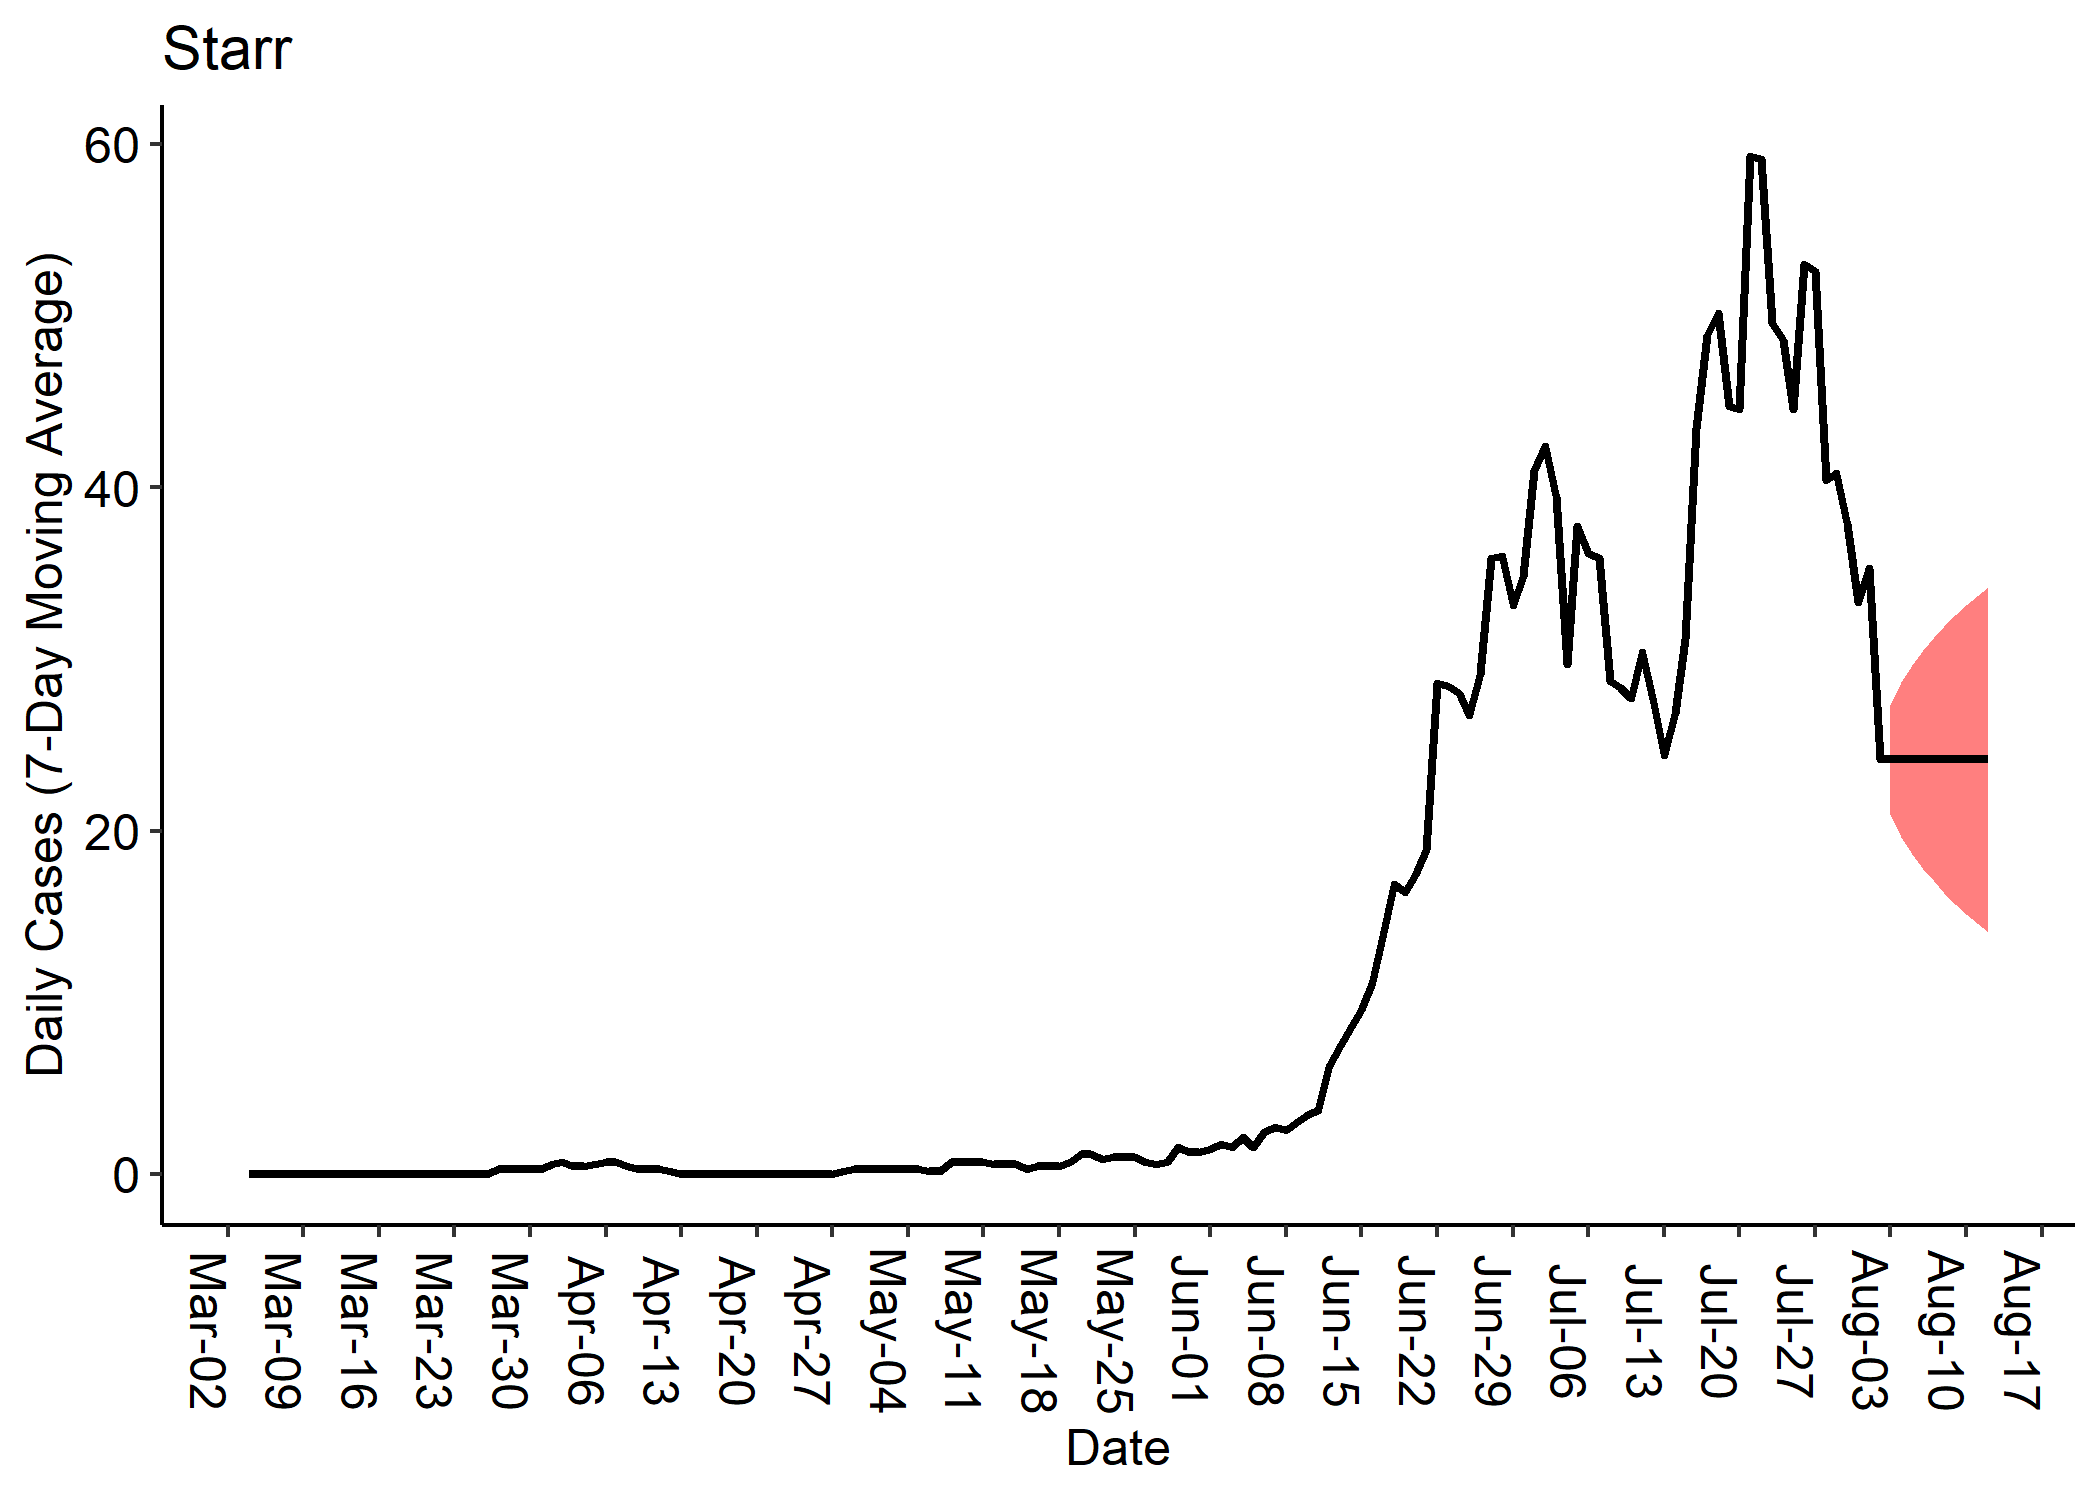 Starr
Daily Cases (7-Day Moving Average)
60
40
20
0
Mar-02
Mar-09
Mar-16
Mar-23
Mar-30
Apr-06
Apr-13
Apr-20
Apr-27
May-04
May-11
May-18
May-25
Jun-01
Jun-08
Jun-15
Jun-22
Jun-29
Jul-06
Jul-13
Jul-20
Jul-27
Aug-03
Aug-10
Aug-17
Date